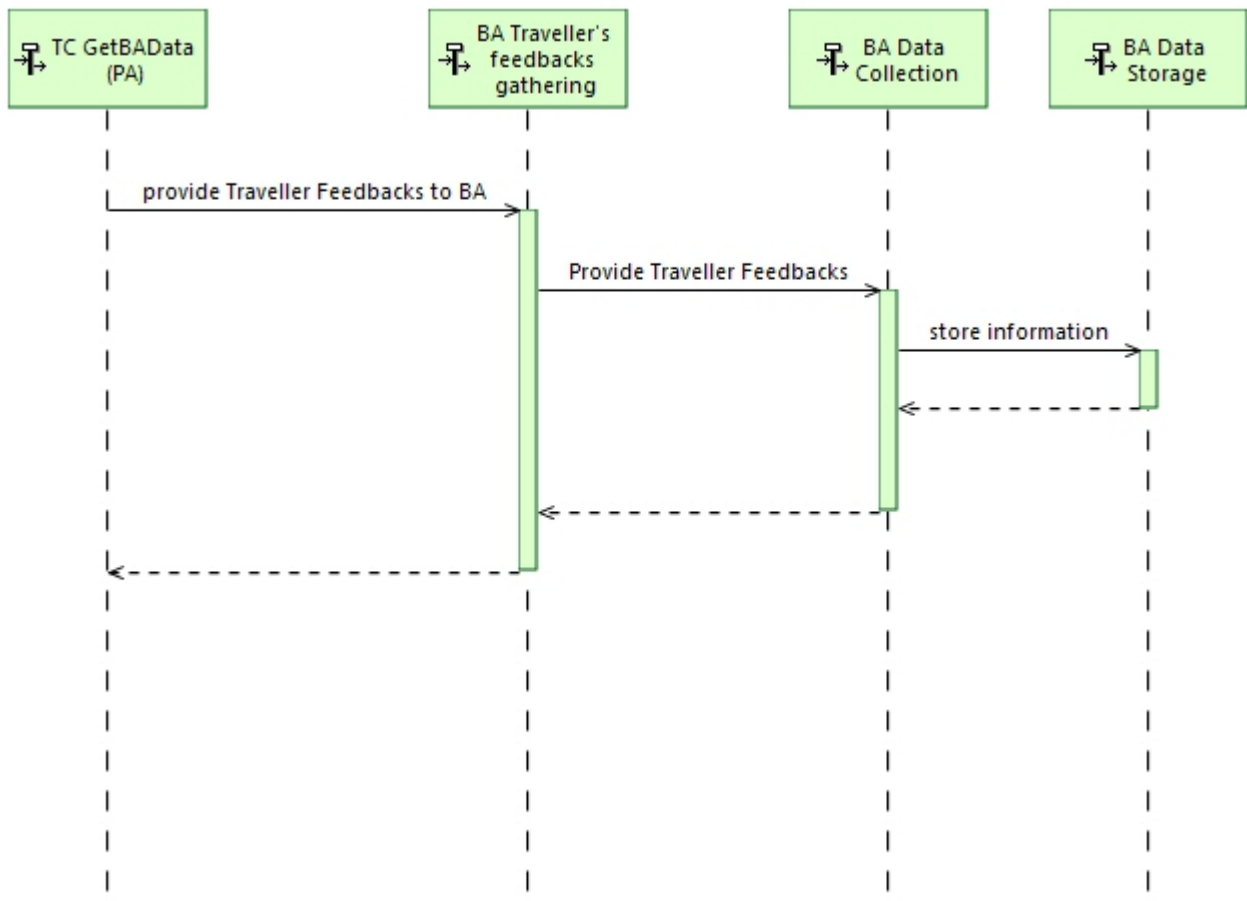 TC GetBAData
(PA)
BA Traveller's
feedbacks
gathering
BA Data
Collection
BA Data
Storage
provide Traveller Feedbacks to BA
Provide Traveller Feedbacks
store information